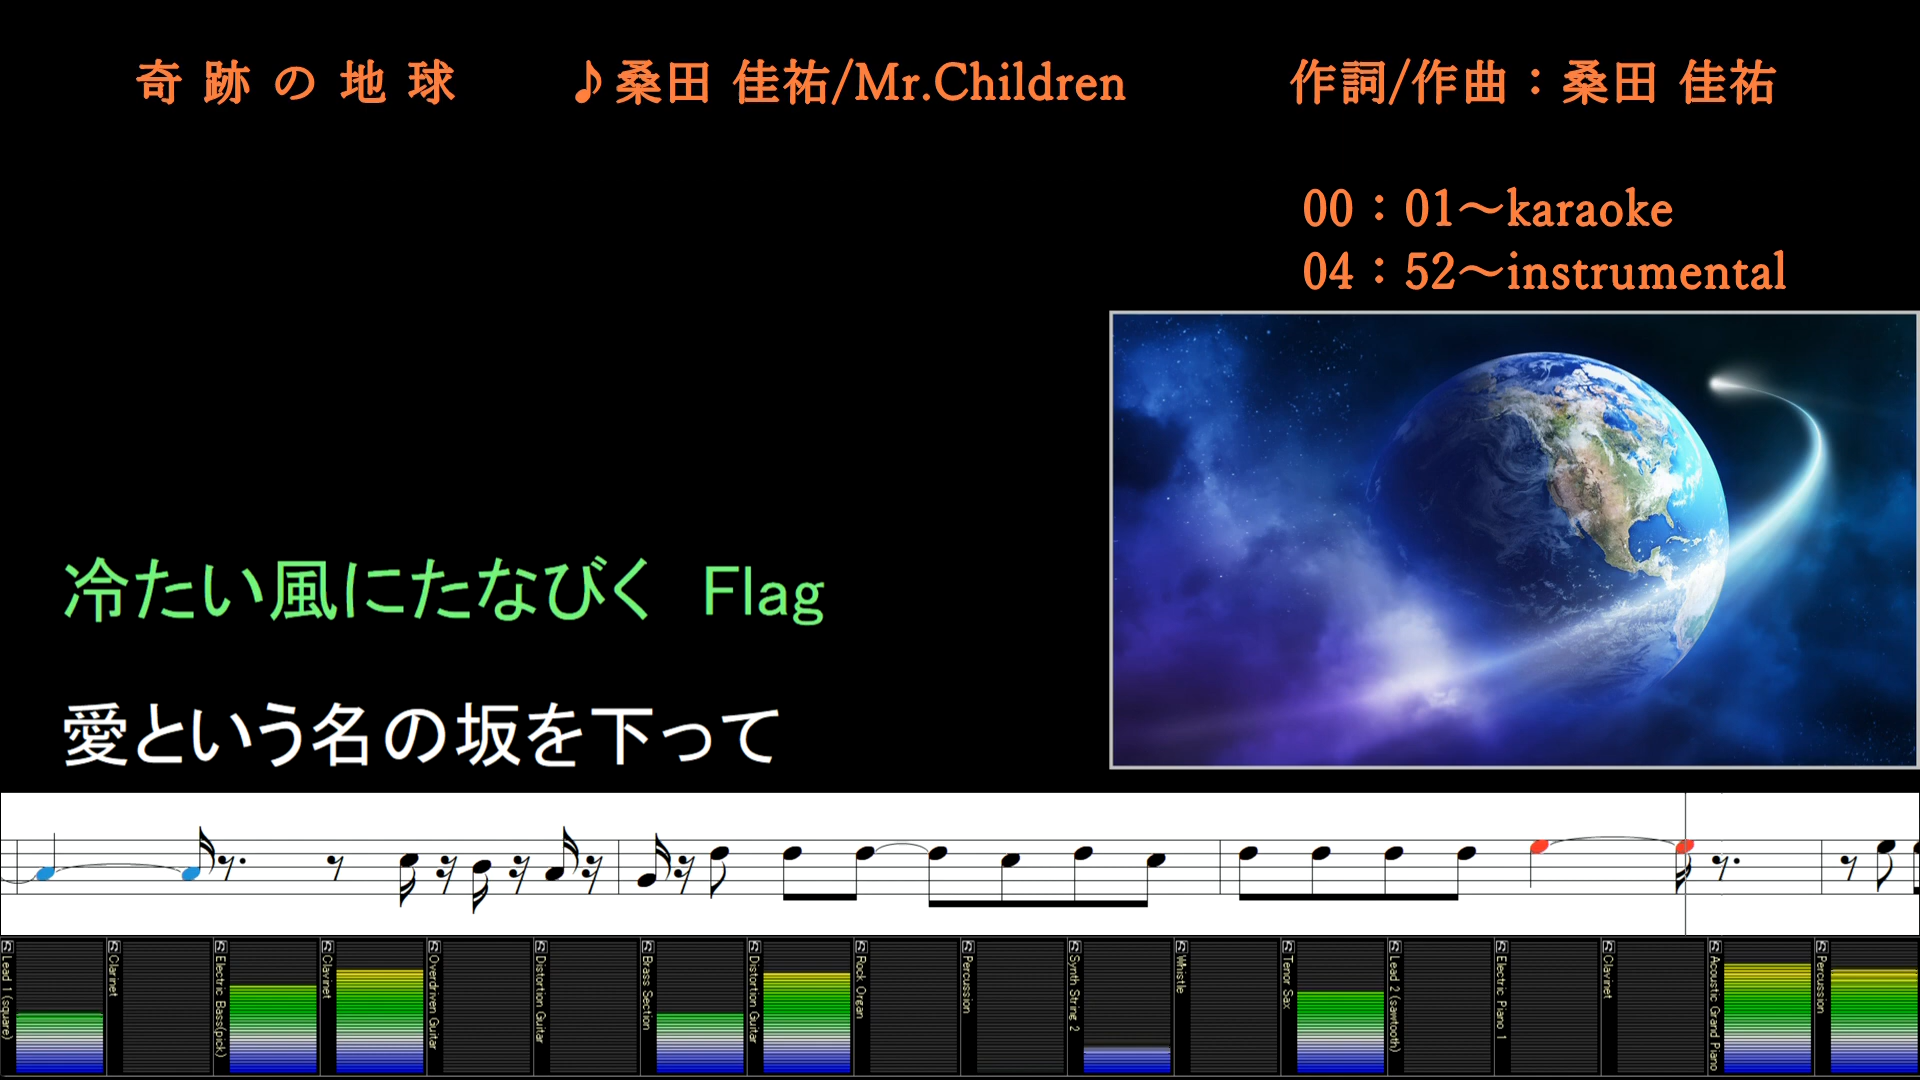 奇跡の地球 ♪桑田 佳祐/Mr.Children 作詞/作曲：桑田 佳祐
00：01～karaoke
04：52～instrumental
冷たい風にたなびく Flag
愛という名の坂を下って
Lead 1 (square)
Clarinet
Electric Bass(pick)
Clavinet
Overdriven Guitar
Distortion Guitar
Brass Section
Distortion Guitar
Rock Organ
Percussion
Synth String 2
Whistle
Tenor Sax
Lead 2 (sawtooth)
Electric Piano 1
Clavinet
Acoustic Grand Piano
Percussion